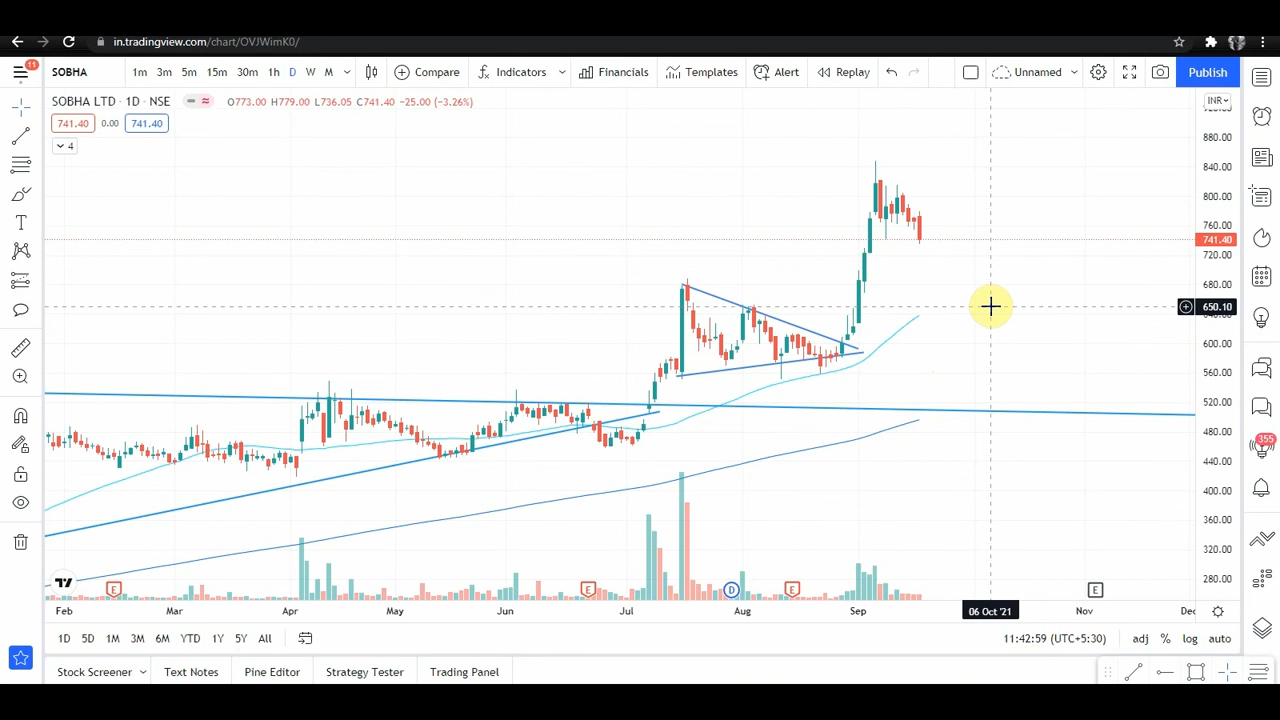 in.tradingview.com/chart/OVJWimK0/
11 SOBHA 1m 3m 5m 15m 30m 1h D W M Compare Indicators Financials Templates Alert Replay Unnamed Publish
SOBHA LTD · 1D · NSE O773.00 H779.00 L736.05 C741.40 −25.00 (−3.26%) INR
741.40 0.00 741.40
4
880.00
840.00
800.00
760.00
741.40
720.00
680.00
650.10
600.00
560.00
520.00
480.00
440.00
400.00
360.00
320.00
280.00
355
E E D E E
Feb Mar Apr May Jun Jul Aug Sep 06 Oct '21 Nov Dec
1D 5D 1M 3M 6M YTD 1Y 5Y All 11:42:59 (UTC+5:30) adj % log auto
Stock Screener Text Notes Pine Editor Strategy Tester Trading Panel